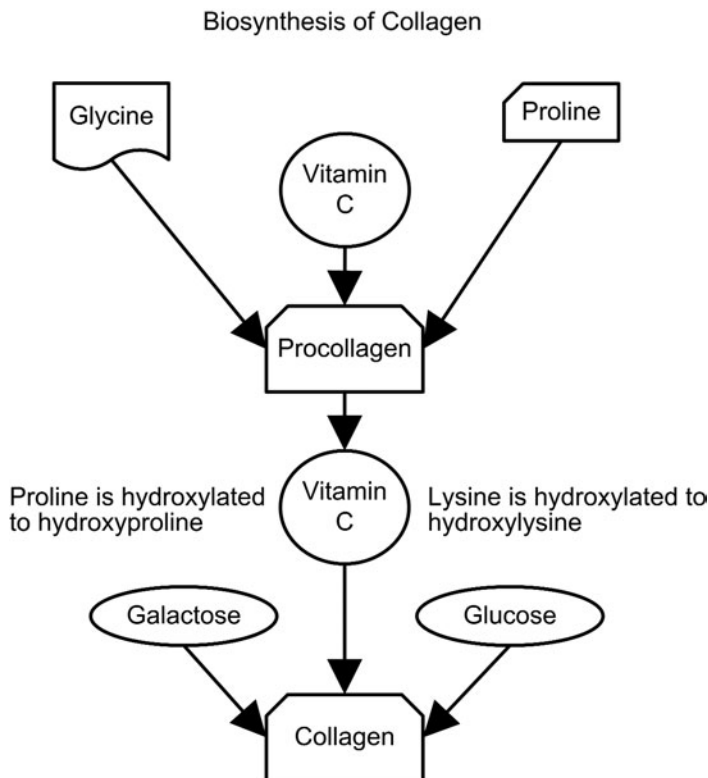 Biosynthesis of Collagen
Glycine
Proline
Vitamin
C
Procollagen
Proline is hydroxylated
to hydroxyproline
Vitamin
C
Lysine is hydroxylated to
hydroxylysine
Galactose
Glucose
Collagen